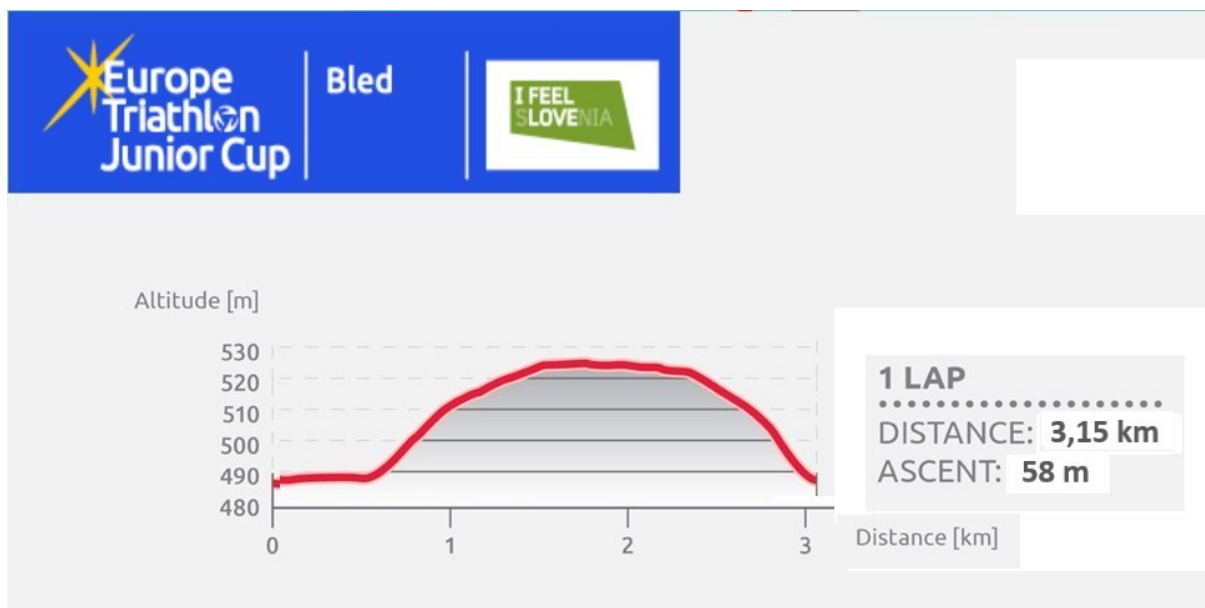 Europe
Triathlon
Junior Cup
Bled
I FEEL
SLOVENIA
Altitude [m]
530
520
510
500
490
480
0 1 2 3
Distance [km]
1 LAP
DISTANCE: 3,15 km
ASCENT: 58 m